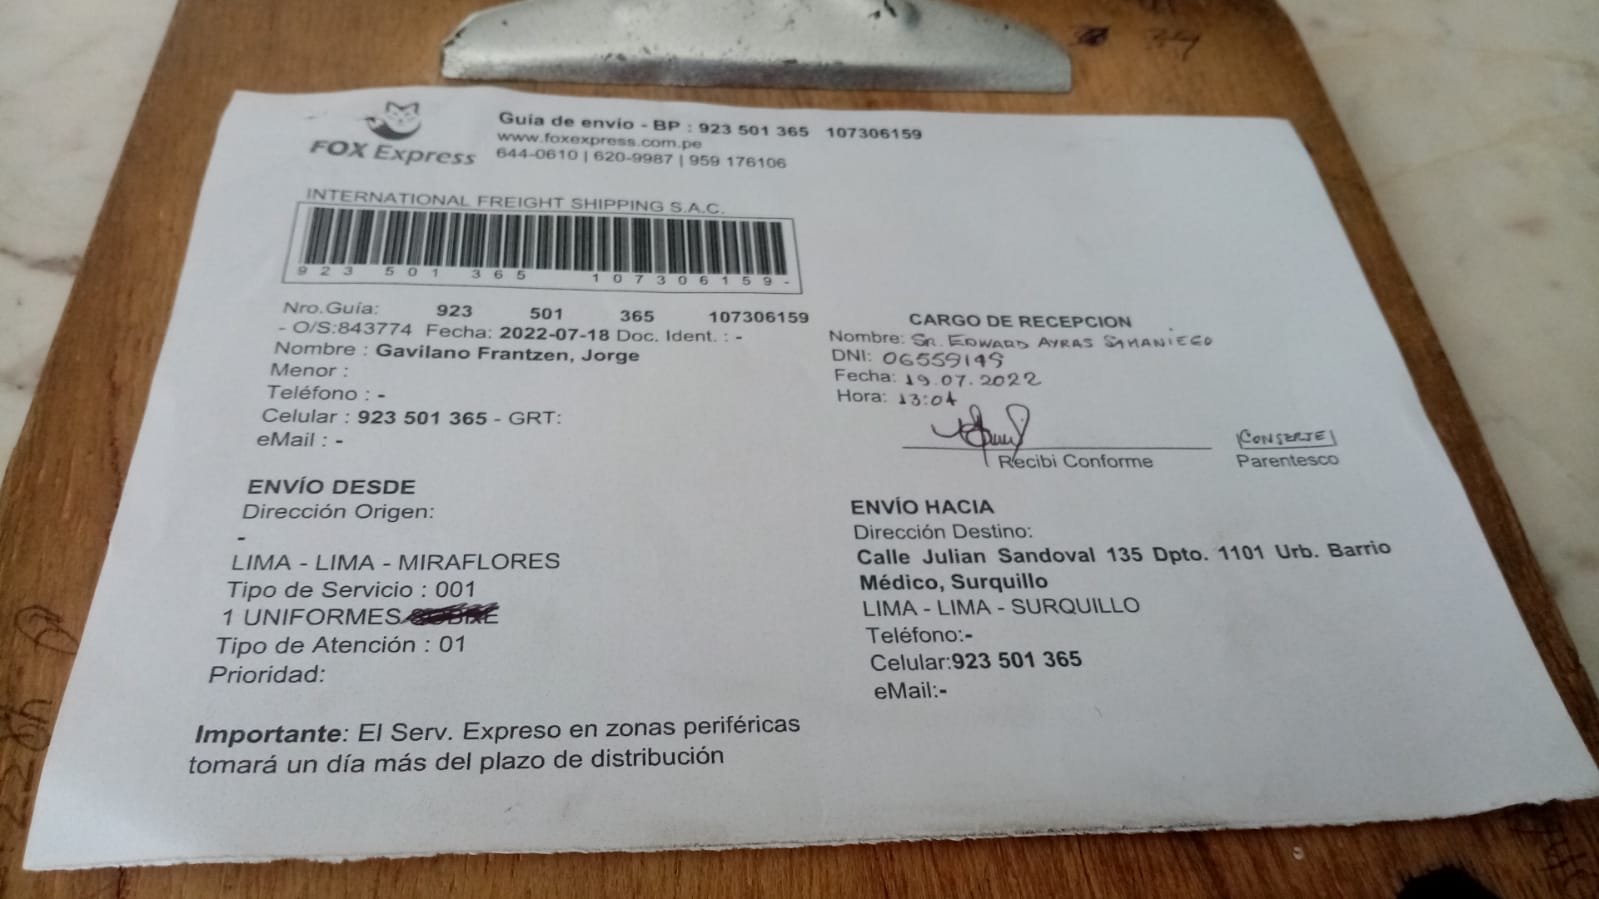 FOX Express
Guía de envío - BP : 923 501 365 107306159
www.foxexpress.com.pe
644-0610 | 620-9987 | 959 176106
INTERNATIONAL FREIGHT SHIPPING S.A.C.
923 501 365 107306159-
Nro.Guía: 923 501 365 107306159
- O/S:843774 Fecha: 2022-07-18 Doc. Ident. : -
Nombre : Gavilano Frantzen, Jorge
Menor :
Teléfono : -
Celular : 923 501 365 - GRT:
eMail : -
CARGO DE RECEPCION
Nombre: SR. EDWARD AYRAS SAMANIEGO
DNI: 06559149
Fecha: 19.07.2022
Hora: 13:04
Recibi Conforme
CONSERJE
Parentesco
ENVÍO DESDE
Dirección Origen:
-
LIMA - LIMA - MIRAFLORES
Tipo de Servicio : 001
1 UNIFORMES
Tipo de Atención : 01
Prioridad:
ENVÍO HACIA
Dirección Destino:
Calle Julian Sandoval 135 Dpto. 1101 Urb. Barrio
Médico, Surquillo
LIMA - LIMA - SURQUILLO
Teléfono:-
Celular:923 501 365
eMail:-
Importante: El Serv. Expreso en zonas periféricas
tomará un día más del plazo de distribución